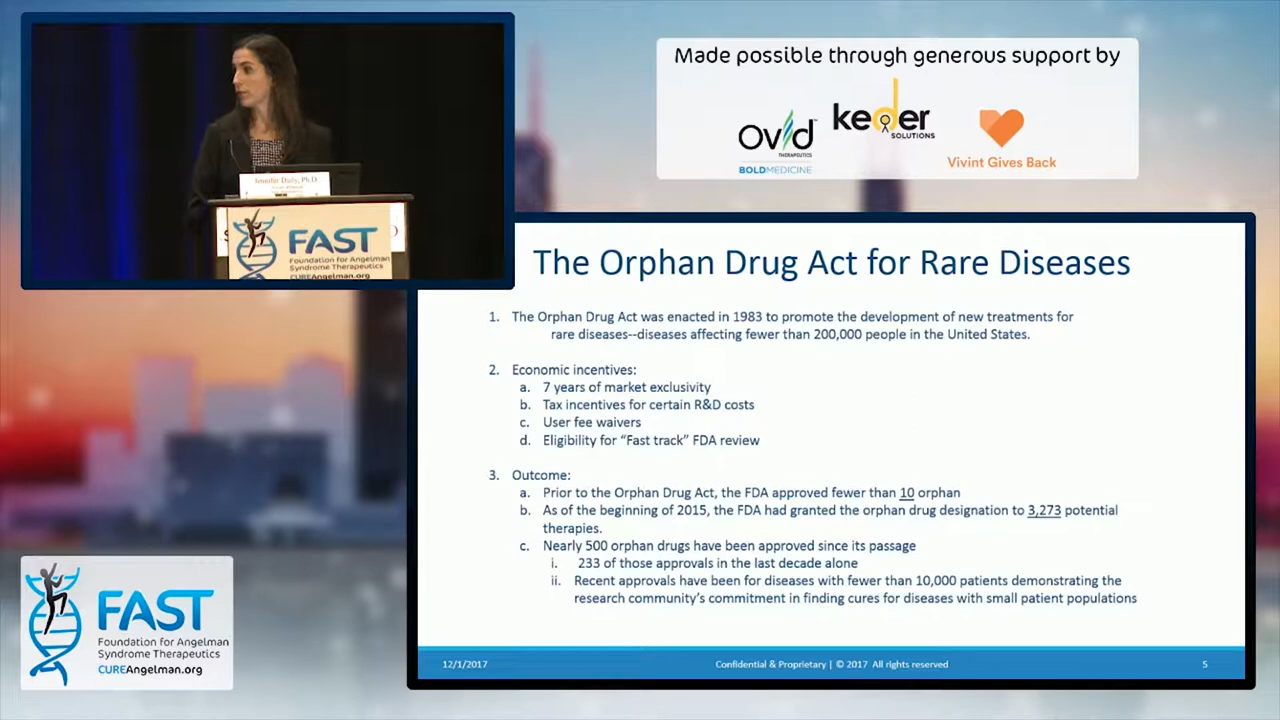 Made possible through generous support by
ovid
THERAPEUTICS
BOLDMEDICINE
keder
SOLUTIONS
Vivint Gives Back
Ph.D.
FAST
Foundation for Angelman
Syndrome Therapeutics
CUREAngelman.org
The Orphan Drug Act for Rare Diseases
1. The Orphan Drug Act was enacted in 1983 to promote the development of new treatments for
rare diseases--diseases affecting fewer than 200,000 people in the United States.
2. Economic incentives:
a. 7 years of market exclusivity
b. Tax incentives for certain R&D costs
c. User fee waivers
d. Eligibility for “Fast track” FDA review
3. Outcome:
a. Prior to the Orphan Drug Act, the FDA approved fewer than 10 orphan
b. As of the beginning of 2015, the FDA had granted the orphan drug designation to 3,273 potential
therapies.
c. Nearly 500 orphan drugs have been approved since its passage
i. 233 of those approvals in the last decade alone
ii. Recent approvals have been for diseases with fewer than 10,000 patients demonstrating the
research community’s commitment in finding cures for diseases with small patient populations
12/1/2017
Confidential & Proprietary | © 2017 All rights reserved
5
FAST
Foundation for Angelman
Syndrome Therapeutics
CUREAngelman.org